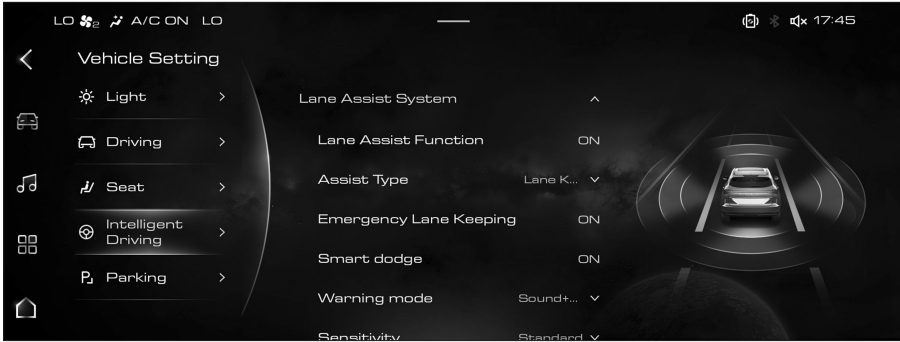 LO 2 A/C ON LO
17:45
Vehicle Setting
Light
Driving
Seat
Intelligent
Driving
Parking
Lane Assist System
Lane Assist Function ON
Assist Type Lane K...
Emergency Lane Keeping ON
Smart dodge ON
Warning mode Sound+...
Sensitivity Standard